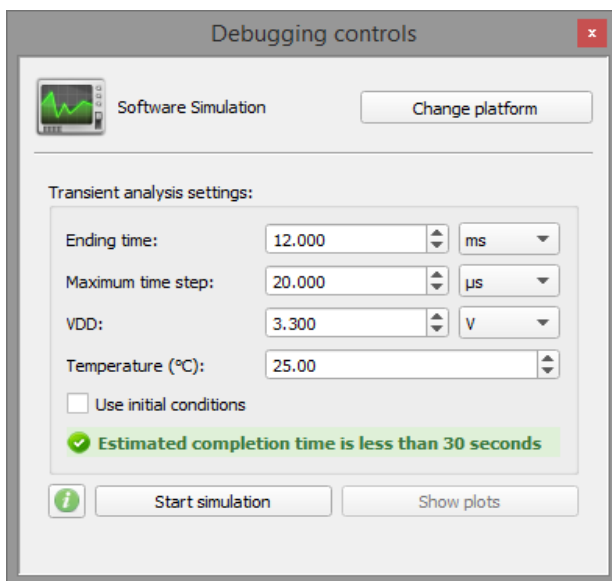 Debugging controls
x
Software Simulation
Change platform
Transient analysis settings:
Ending time: 12.000 ms
Maximum time step: 20.000 µs
VDD: 3.300 V
Temperature (°C): 25.00
Use initial conditions
Estimated completion time is less than 30 seconds
i Start simulation Show plots